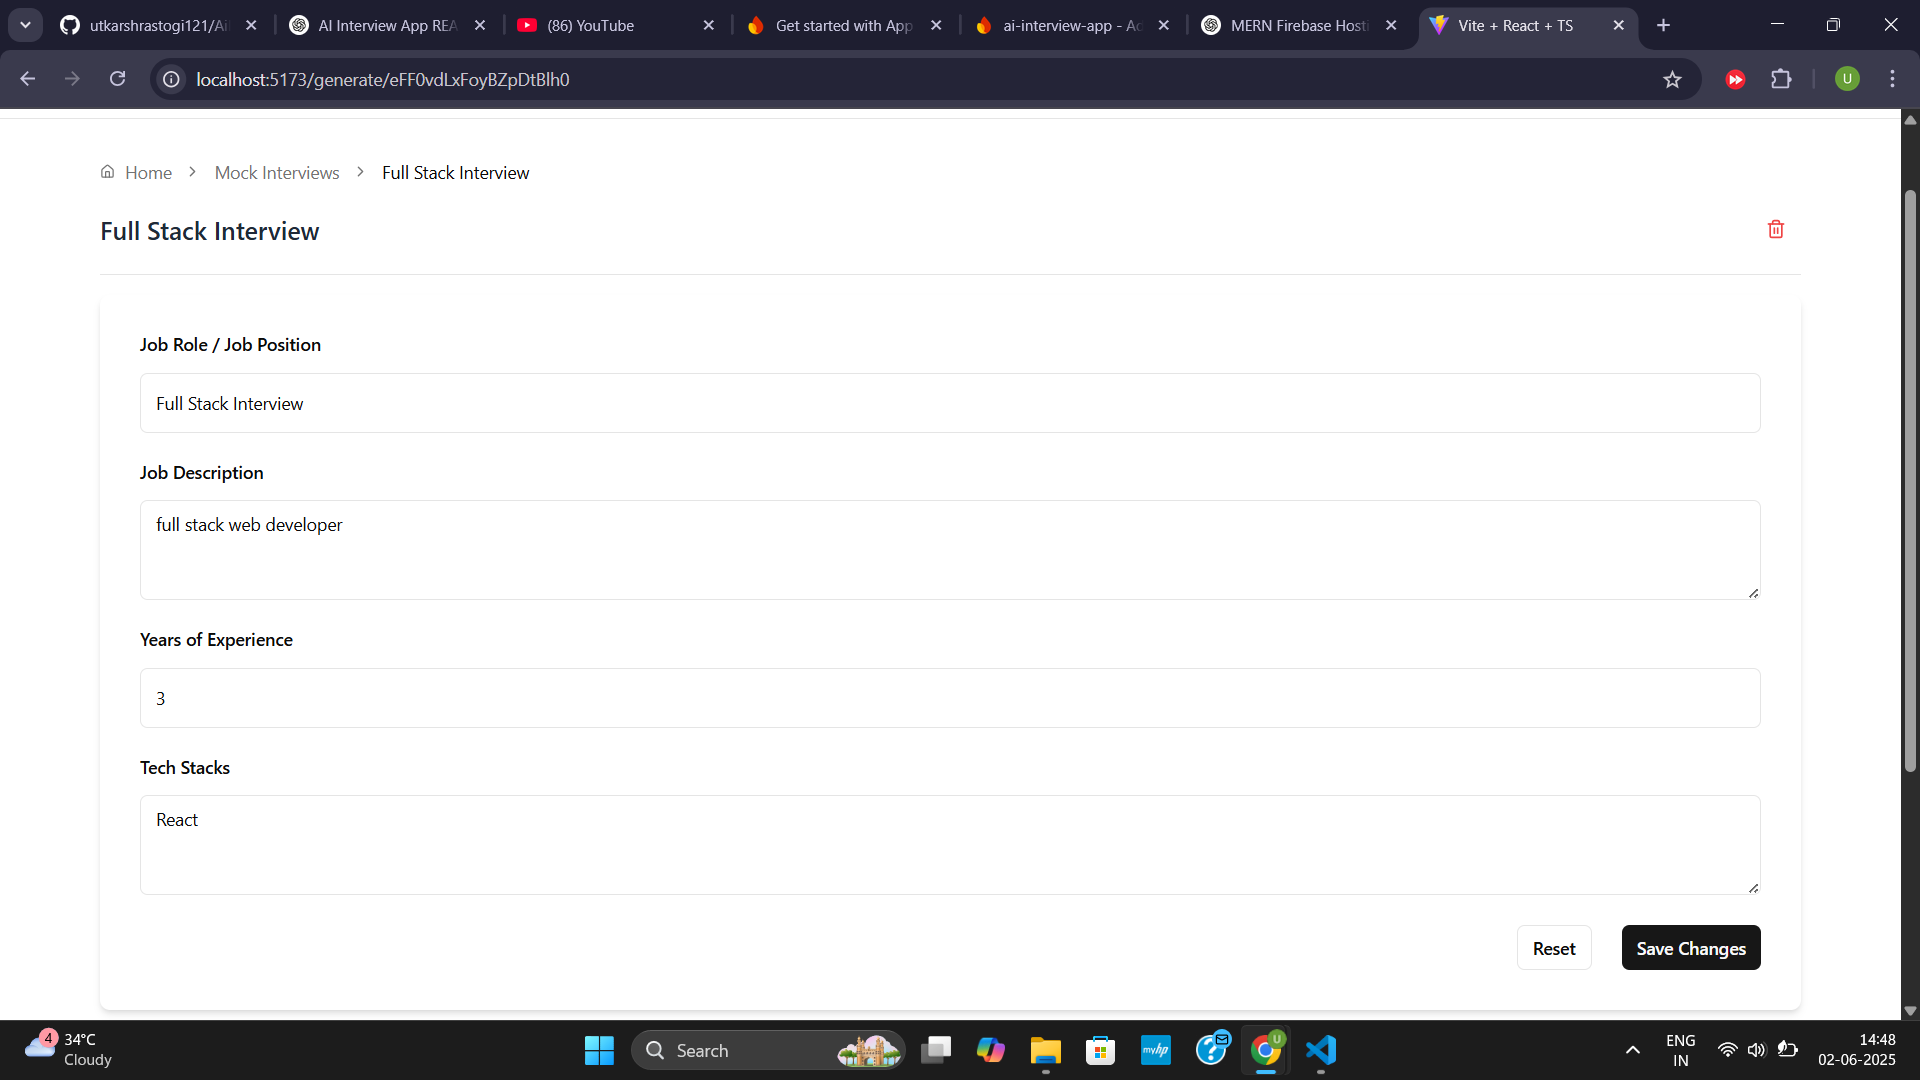 utkarshrastogi121/Ai
AI Interview App REA
(86) YouTube
Get started with App
ai-interview-app - Ac
MERN Firebase Hosti
Vite + React + TS
localhost:5173/generate/eFF0vdLxFoyBZpDtBlh0
U
Home
Mock Interviews
Full Stack Interview
Full Stack Interview
Job Role / Job Position
Full Stack Interview
Job Description
full stack web developer
Years of Experience
3
Tech Stacks
React
Reset
Save Changes
4
34°C
Cloudy
Search
myhp
U
ENG
IN
14:48
02-06-2025